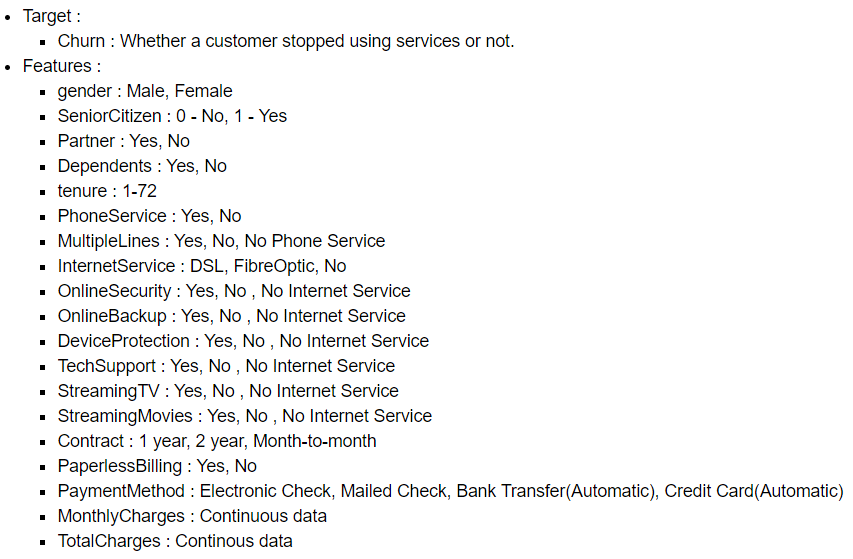 Target :
Churn : Whether a customer stopped using services or not.
Features :
gender : Male, Female
SeniorCitizen : 0 - No, 1 - Yes
Partner : Yes, No
Dependents : Yes, No
tenure : 1-72
PhoneService : Yes, No
MultipleLines : Yes, No, No Phone Service
InternetService : DSL, FibreOptic, No
OnlineSecurity : Yes, No , No Internet Service
OnlineBackup : Yes, No , No Internet Service
DeviceProtection : Yes, No , No Internet Service
TechSupport : Yes, No , No Internet Service
StreamingTV : Yes, No , No Internet Service
StreamingMovies : Yes, No , No Internet Service
Contract : 1 year, 2 year, Month-to-month
PaperlessBilling : Yes, No
PaymentMethod : Electronic Check, Mailed Check, Bank Transfer(Automatic), Credit Card(Automatic)
MonthlyCharges : Continuous data
TotalCharges : Continous data